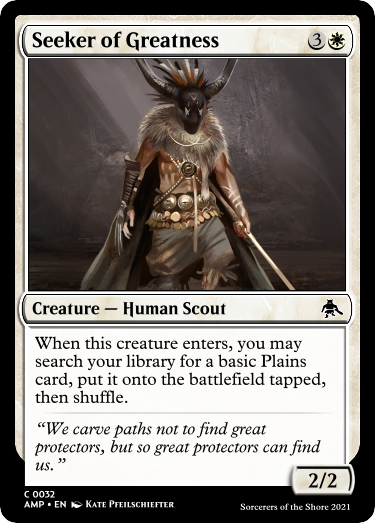 Seeker of Greatness 3
Creature — Human Scout
When this creature enters, you may
search your library for a basic Plains
card, put it onto the battlefield tapped,
then shuffle.
“We carve paths not to find great
protectors, but so great protectors can find
us.”
2/2
C 0032
AMP • EN Kate Pfeilschiefter
Sorcerers of the Shore 2021